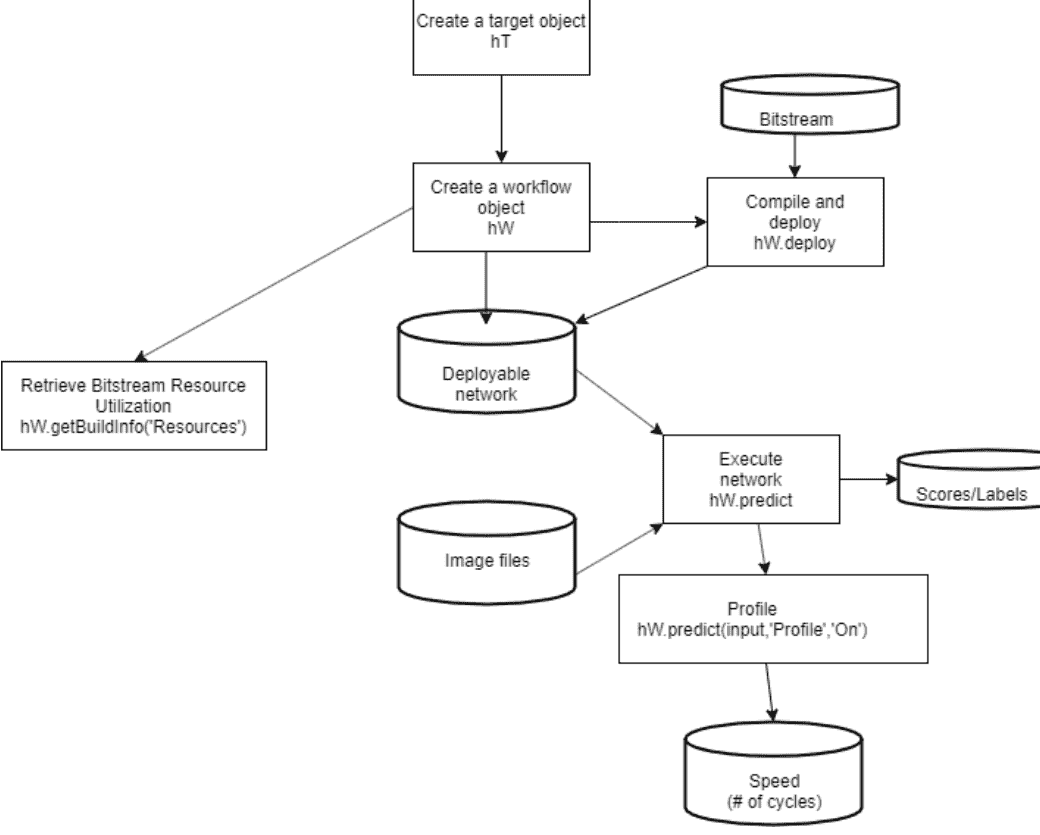 Create a target object
hT
Bitstream
Create a workflow
object
hW
Compile and
deploy
hW.deploy
Deployable
network
Retrieve Bitstream Resource
Utilization
hW.getBuildInfo('Resources')
Execute
network
hW.predict
Scores/Labels
Image files
Profile
hW.predict(input,'Profile','On')
Speed
(# of cycles)